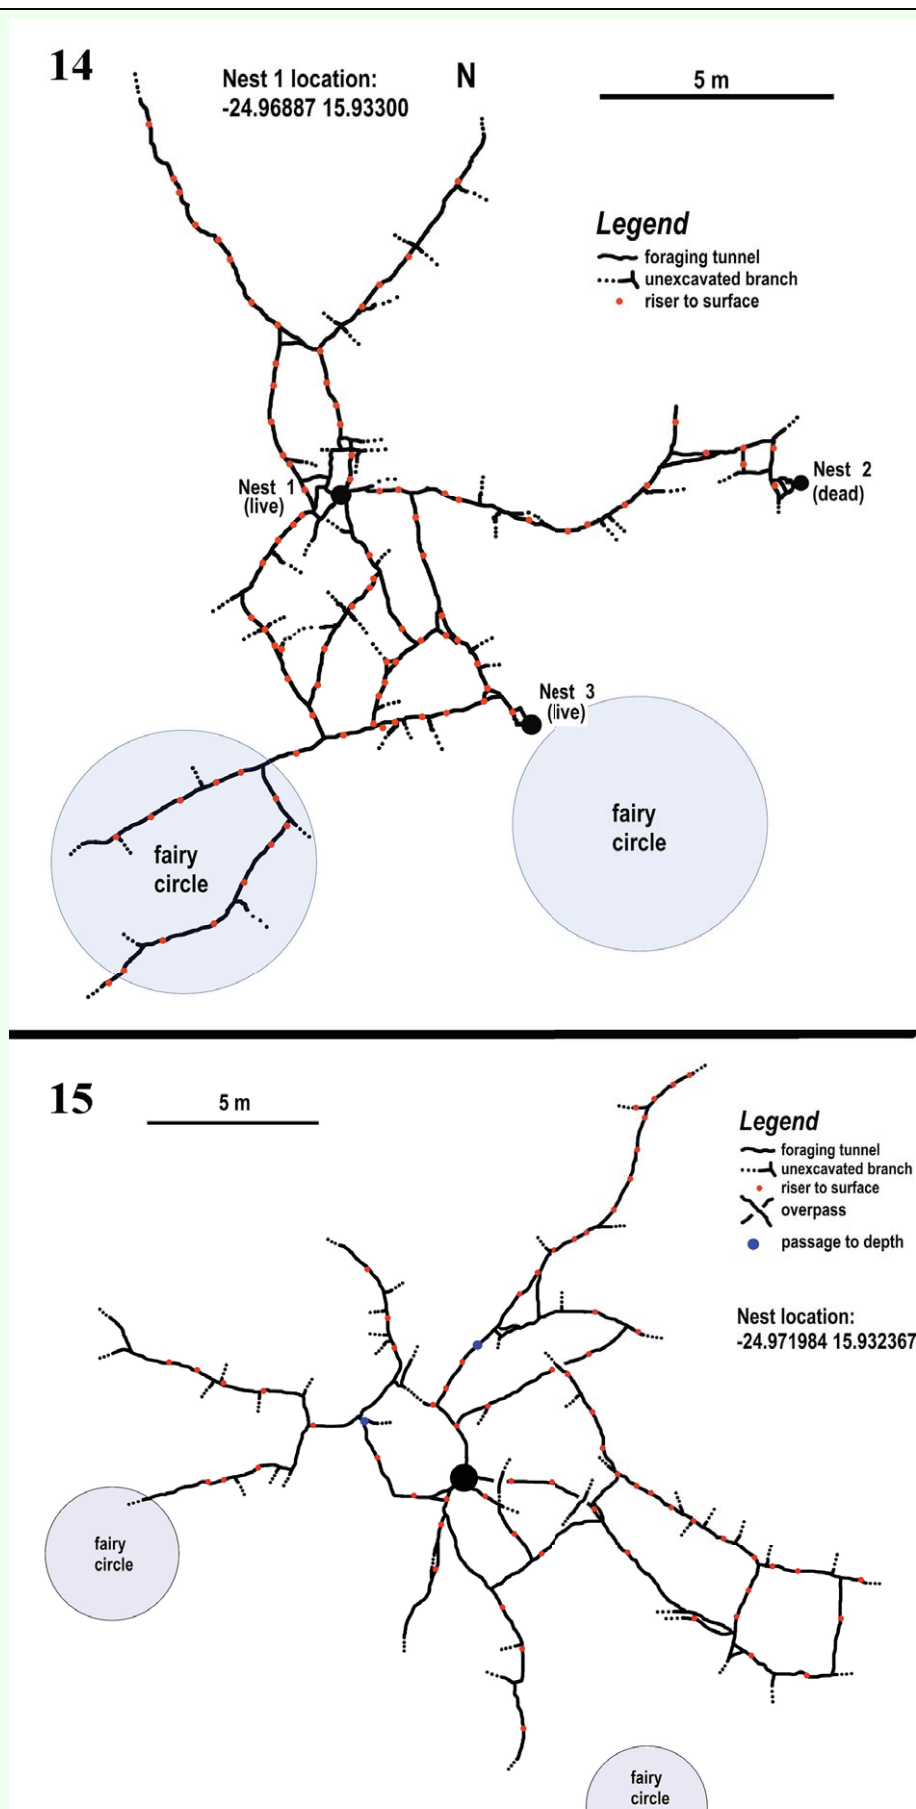 14
Nest 1 location:
-24.96887 15.93300
N
5 m
Legend
foraging tunnel
unexcavated branch
riser to surface
Nest 1
(live)
Nest 2
(dead)
Nest 3
(live)
fairy
circle
fairy
circle
15
5 m
Legend
foraging tunnel
unexcavated branch
riser to surface
overpass
passage to depth
Nest location:
-24.971984 15.932367
fairy
circle
fairy
circle